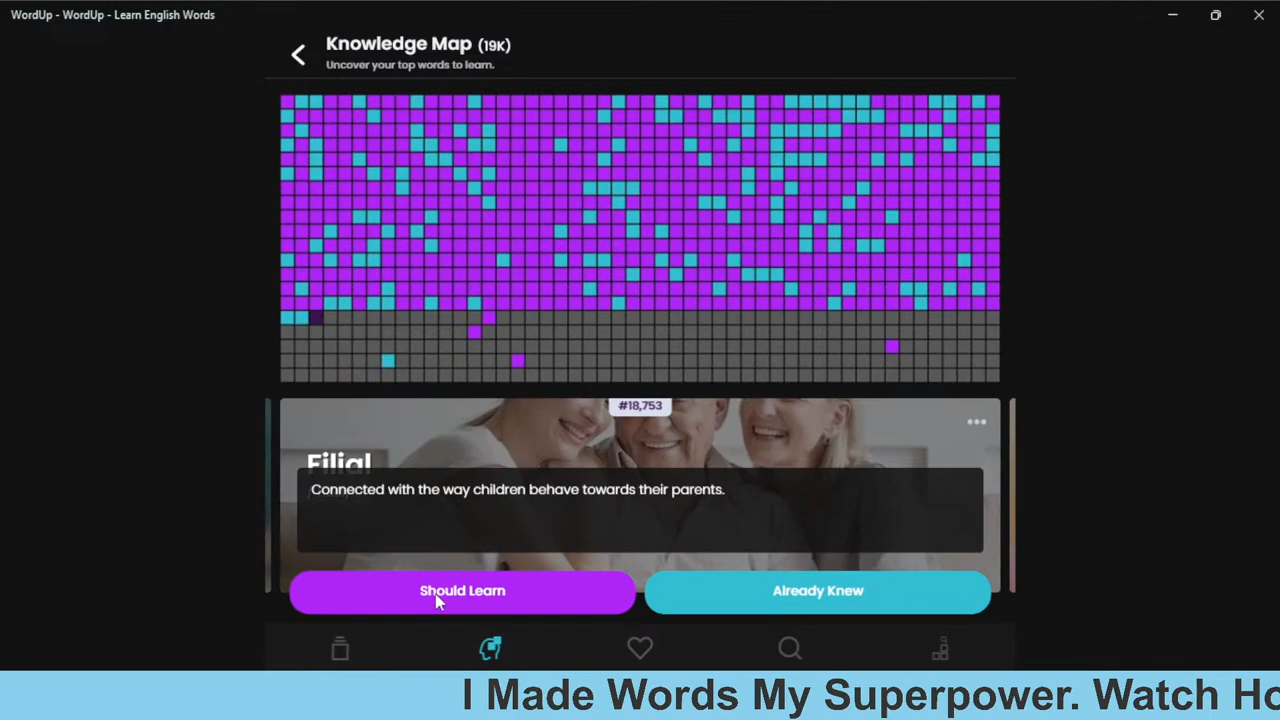 WordUp - WordUp - Learn English Words
Knowledge Map (19K)
Uncover your top words to learn.
#18,753
Filial
Connected with the way children behave towards their parents.
Should Learn
Already Knew
I Made Words My Superpower. Watch Ho